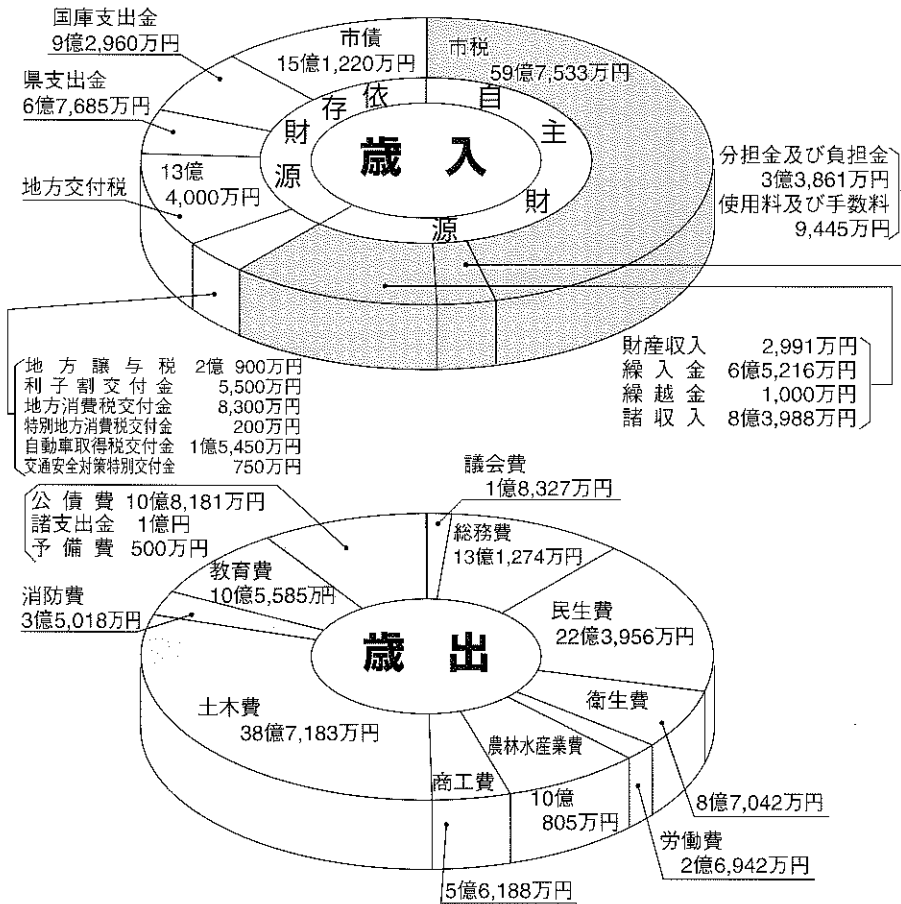 国庫支出金
9億2,960万円
市債
15億1,220万円
市税
59億7,533万円
県支出金
6億7,685万円
地方交付税
13億
4,000万円
依存財源
自主財源
歳入
分担金及び負担金
3億3,861万円
使用料及び手数料
9,445万円
財産収入 2,991万円
繰入金 6億5,216万円
繰越金 1,000万円
諸収入 8億3,988万円
地方譲与税 2億 900万円
利子割交付金 5,500万円
地方消費税交付金 8,300万円
特別地方消費税交付金 200万円
自動車取得税交付金 1億5,450万円
交通安全対策特別交付金 750万円
公債費 10億8,181万円
諸支出金 1億円
予備費 500万円
議会費
1億8,327万円
総務費
13億1,274万円
教育費
10億5,585万円
消防費
3億5,018万円
民生費
22億3,956万円
歳出
衛生費
8億7,042万円
土木費
38億7,183万円
農林水産業費
10億
805万円
商工費
5億6,188万円
労働費
2億6,942万円